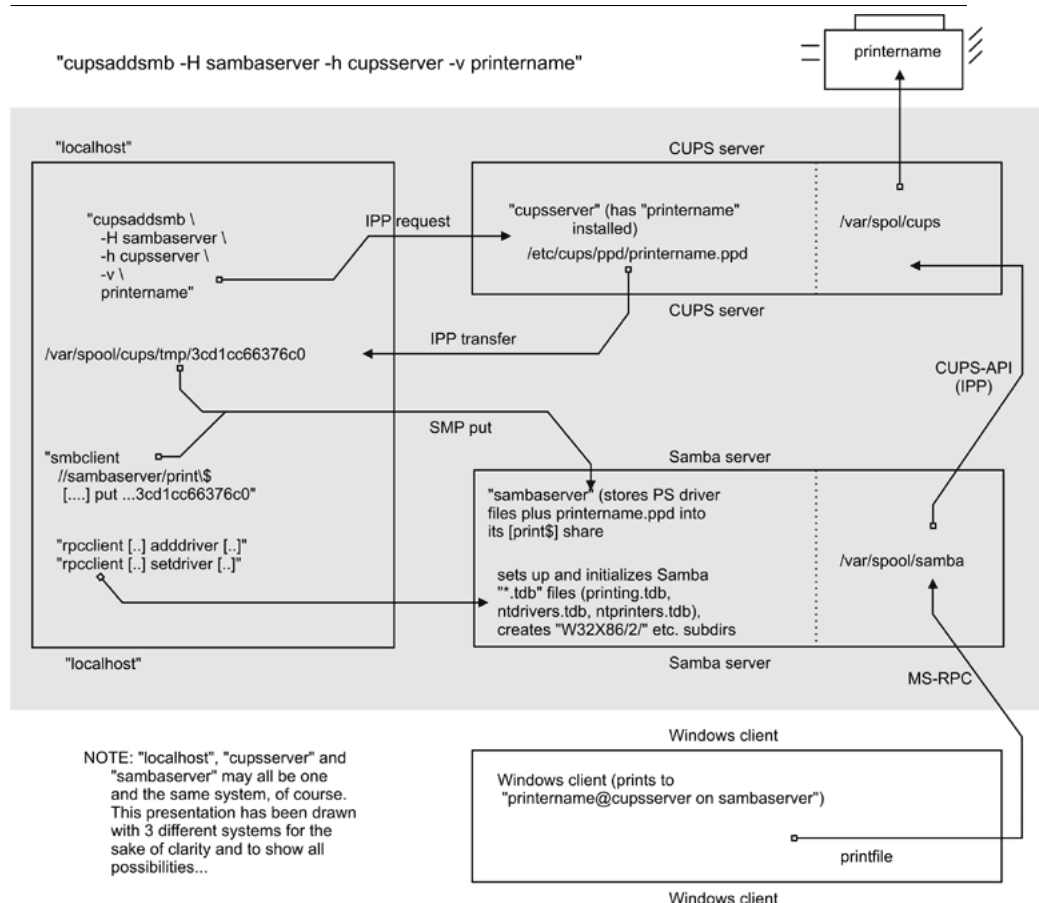 "cupsaddsmb -H sambaserver -h cupsserver -v printername"
printername
"localhost"
CUPS server
"cupsaddsmb \
-H sambaserver \
-h cupsserver \
-v \
printername"
IPP request
"cupsserver" (has "printername"
installed)
/etc/cups/ppd/printername.ppd
/var/spol/cups
CUPS server
IPP transfer
/var/spool/cups/tmp/3cd1cc66376c0
CUPS-API
(IPP)
SMP put
"smbclient
//sambaserver/print\$
[....] put ...3cd1cc66376c0"
Samba server
"sambaserver" (stores PS driver
files plus printername.ppd into
its [print$] share
"rpcclient [..] adddriver [..]"
"rpcclient [..] setdriver [..]"
sets up and initializes Samba
"*.tdb" files (printing.tdb,
ntdrivers.tdb, ntprinters.tdb),
creates "W32X86/2/" etc. subdirs
/var/spool/samba
"localhost"
Samba server
MS-RPC
Windows client
NOTE: "localhost", "cupsserver" and
"sambaserver" may all be one
and the same system, of course.
This presentation has been drawn
with 3 different systems for the
sake of clarity and to show all
possibilities...
Windows client (prints to
"printername@cupsserver on sambaserver")
printfile
Windows client